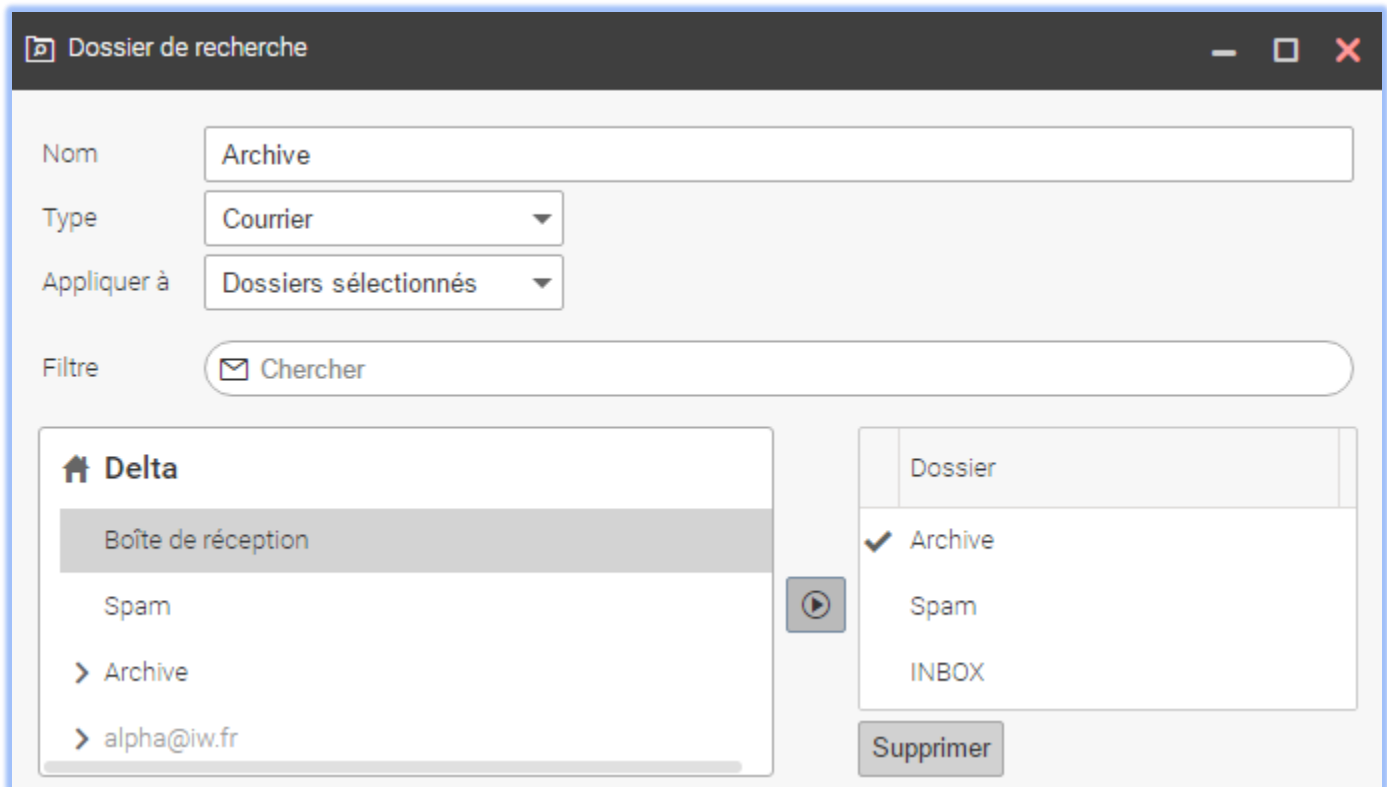 Dossier de recherche
Nom
Archive
Type
Courrier
Appliquer à
Dossiers sélectionnés
Filtre
Chercher
Delta
Boîte de réception
Spam
Archive
alpha@iw.fr
Dossier
Archive
Spam
INBOX
Supprimer